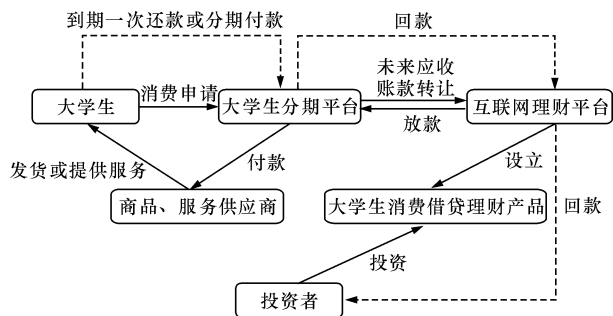 到期一次还款或分期付款
回款
大学生
消费申请
大学生分期平台
未来应收
账款转让
放款
互联网理财平台
发货或提供服务
付款
设立
商品、服务供应商
大学生消费借贷理财产品
回款
投资
投资者